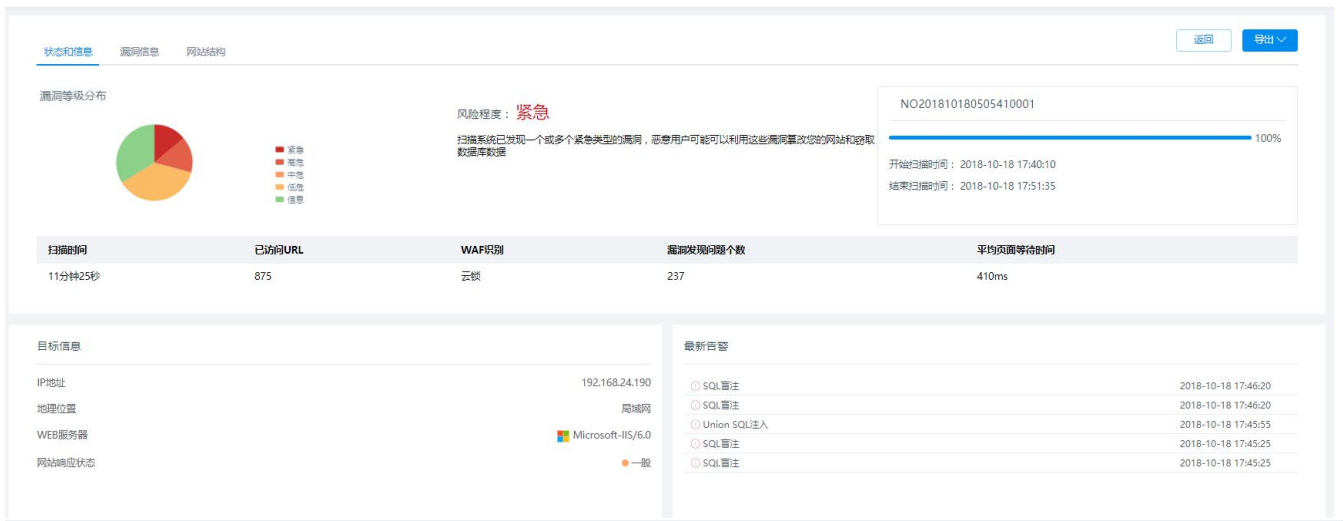 状态和信息 漏洞信息 网站结构 返回 导出
漏洞等级分布
风险程度： 紧急
扫描系统已发现一个或多个紧急类型的漏洞，恶意用户可能可以利用这些漏洞篡改您的网站和窃取
数据库数据
紧急
高危
中危
低危
信息
NO201810180505410001
100%
开始扫描时间： 2018-10-18 17:40:10
结束扫描时间： 2018-10-18 17:51:35
扫描时间 已访问URL WAF识别 漏洞发现问题个数 平均页面等待时间
11分钟25秒 875 云锁 237 410ms
目标信息
IP地址 192.168.24.190
地理位置 局域网
WEB服务器 Microsoft-IIS/6.0
网站响应状态 一般
最新告警
SQL盲注 2018-10-18 17:46:20
SQL盲注 2018-10-18 17:46:20
Union SQL注入 2018-10-18 17:45:55
SQL盲注 2018-10-18 17:45:25
SQL盲注 2018-10-18 17:45:25